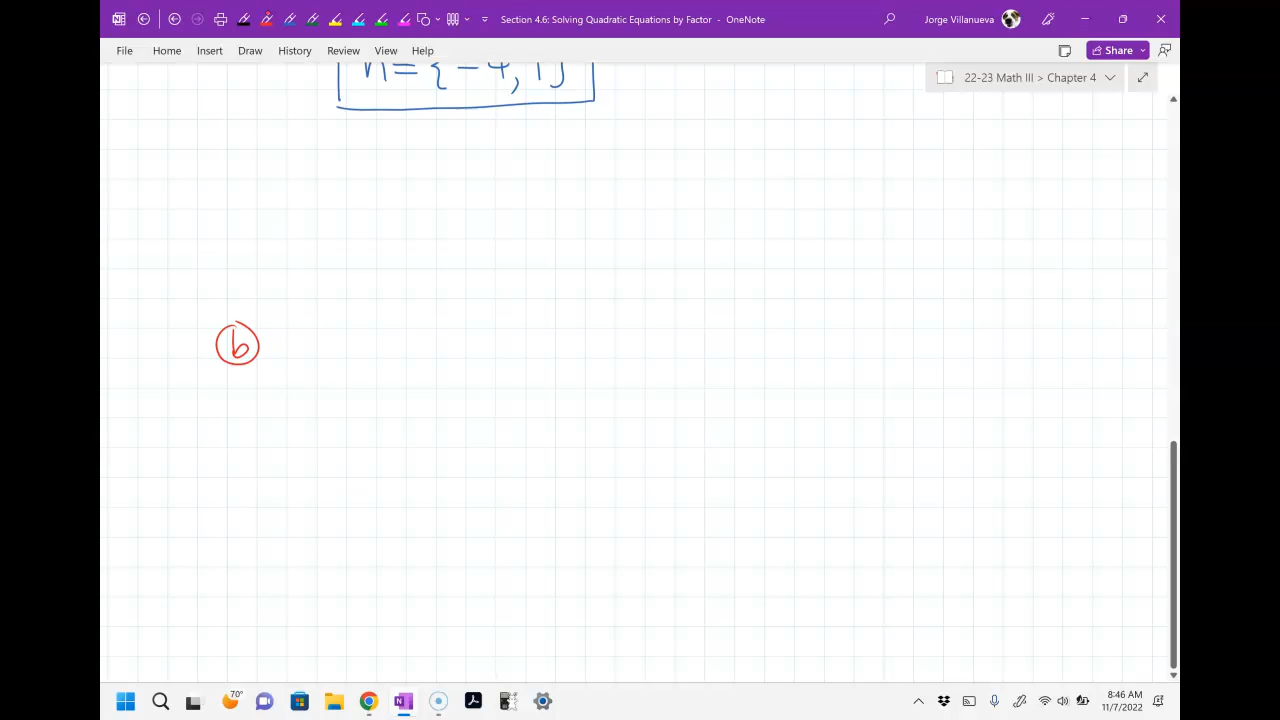 Section 4.6: Solving Quadratic Equations by Factor - OneNote
Jorge Villanueva
File Home Insert Draw History Review View Help
Share
22-23 Math III > Chapter 4
n = { -4, 1 }
b
70°
8:46 AM
11/7/2022